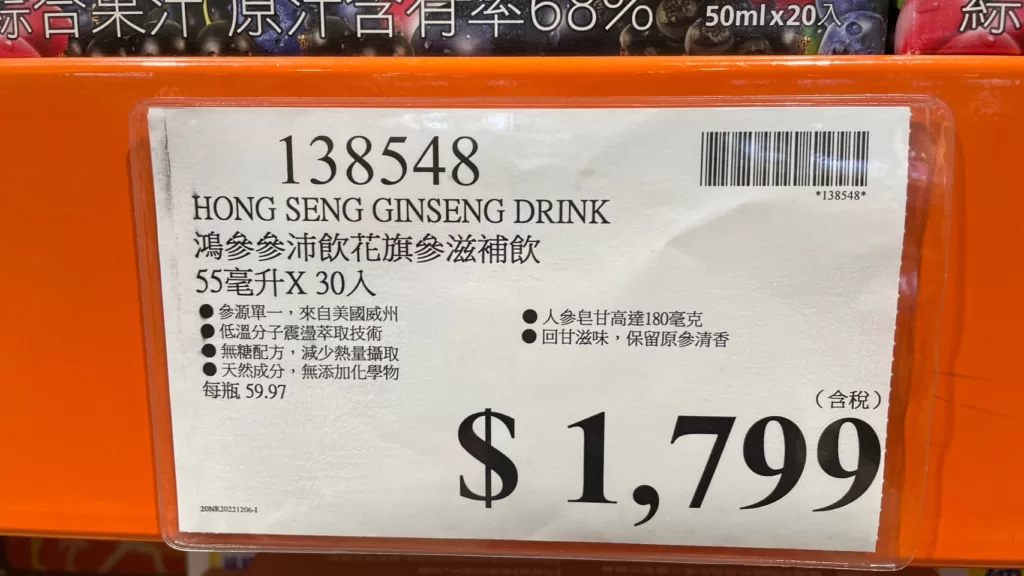 綜合果汁 原汁含有率68% 50ml x20入 綜
138548
*138548*
HONG SENG GINSENG DRINK
鴻參參沛飲花旗參滋補飲
55毫升X 30入
●參源單一，來自美國威州
●低溫分子震盪萃取技術
●無糖配方，減少熱量攝取
●天然成分，無添加化學物
●人參皂甘高達180毫克
●回甘滋味，保留原參清香
每瓶 59.97
（含稅）
$ 1,799
20NR20221206-1